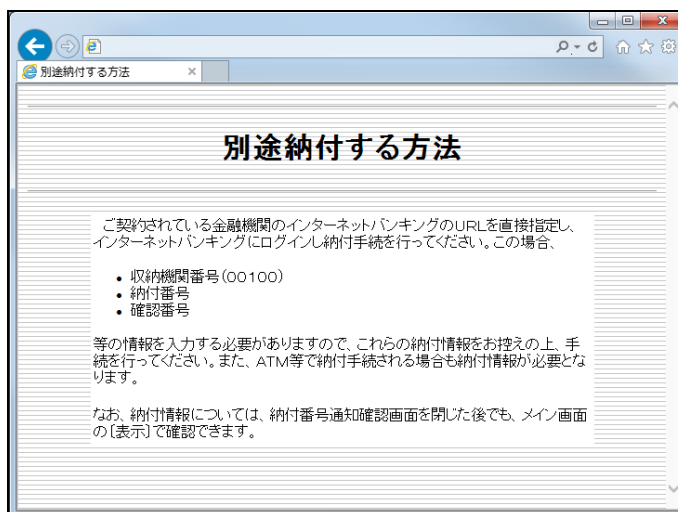 別途納付する方法
別途納付する方法
ご契約されている金融機関のインターネットバンキングのURLを直接指定し、
インターネットバンキングにログインし納付手続を行ってください。この場合、
• 収納機関番号(00100)
• 納付番号
• 確認番号
等の情報を入力する必要がありますので、これらの納付情報をお控えの上、手
続を行ってください。また、ATM等で納付手続される場合も納付情報が必要とな
ります。
なお、納付情報については、納付番号通知確認画面を閉じた後でも、メイン画面
の〔表示〕で確認できます。